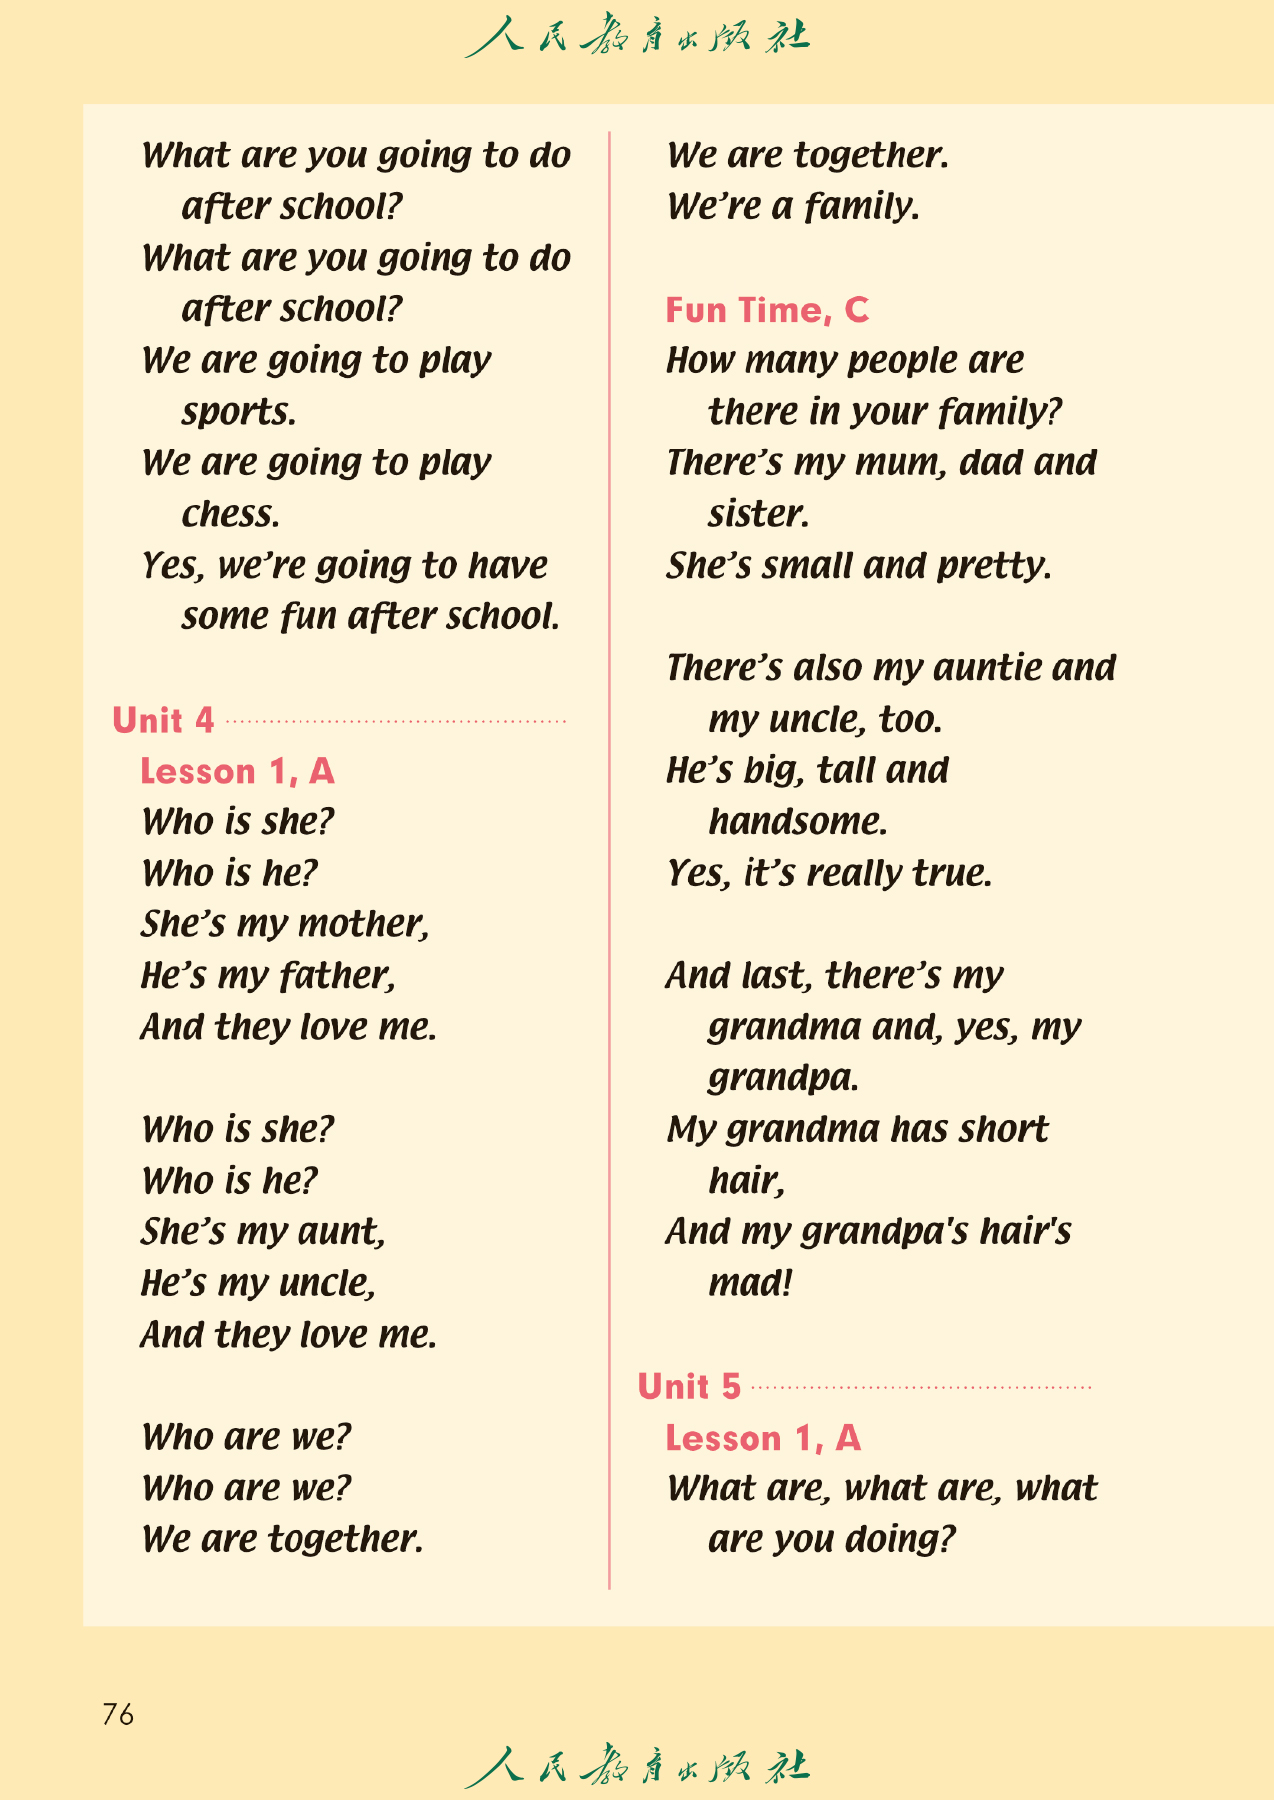 人民教育出版社
What are you going to do
after school?
What are you going to do
after school?
We are going to play
sports.
We are going to play
chess.
Yes, we’re going to have
some fun after school.
Unit 4
Lesson 1, A
Who is she?
Who is he?
She’s my mother,
He’s my father,
And they love me.
Who is she?
Who is he?
She’s my aunt,
He’s my uncle,
And they love me.
Who are we?
Who are we?
We are together.
We are together.
We’re a family.
Fun Time, C
How many people are
there in your family?
There’s my mum, dad and
sister.
She’s small and pretty.
There’s also my auntie and
my uncle, too.
He’s big, tall and
handsome.
Yes, it’s really true.
And last, there’s my
grandma and, yes, my
grandpa.
My grandma has short
hair,
And my grandpa's hair's
mad!
Unit 5
Lesson 1, A
What are, what are, what
are you doing?
76
人民教育出版社